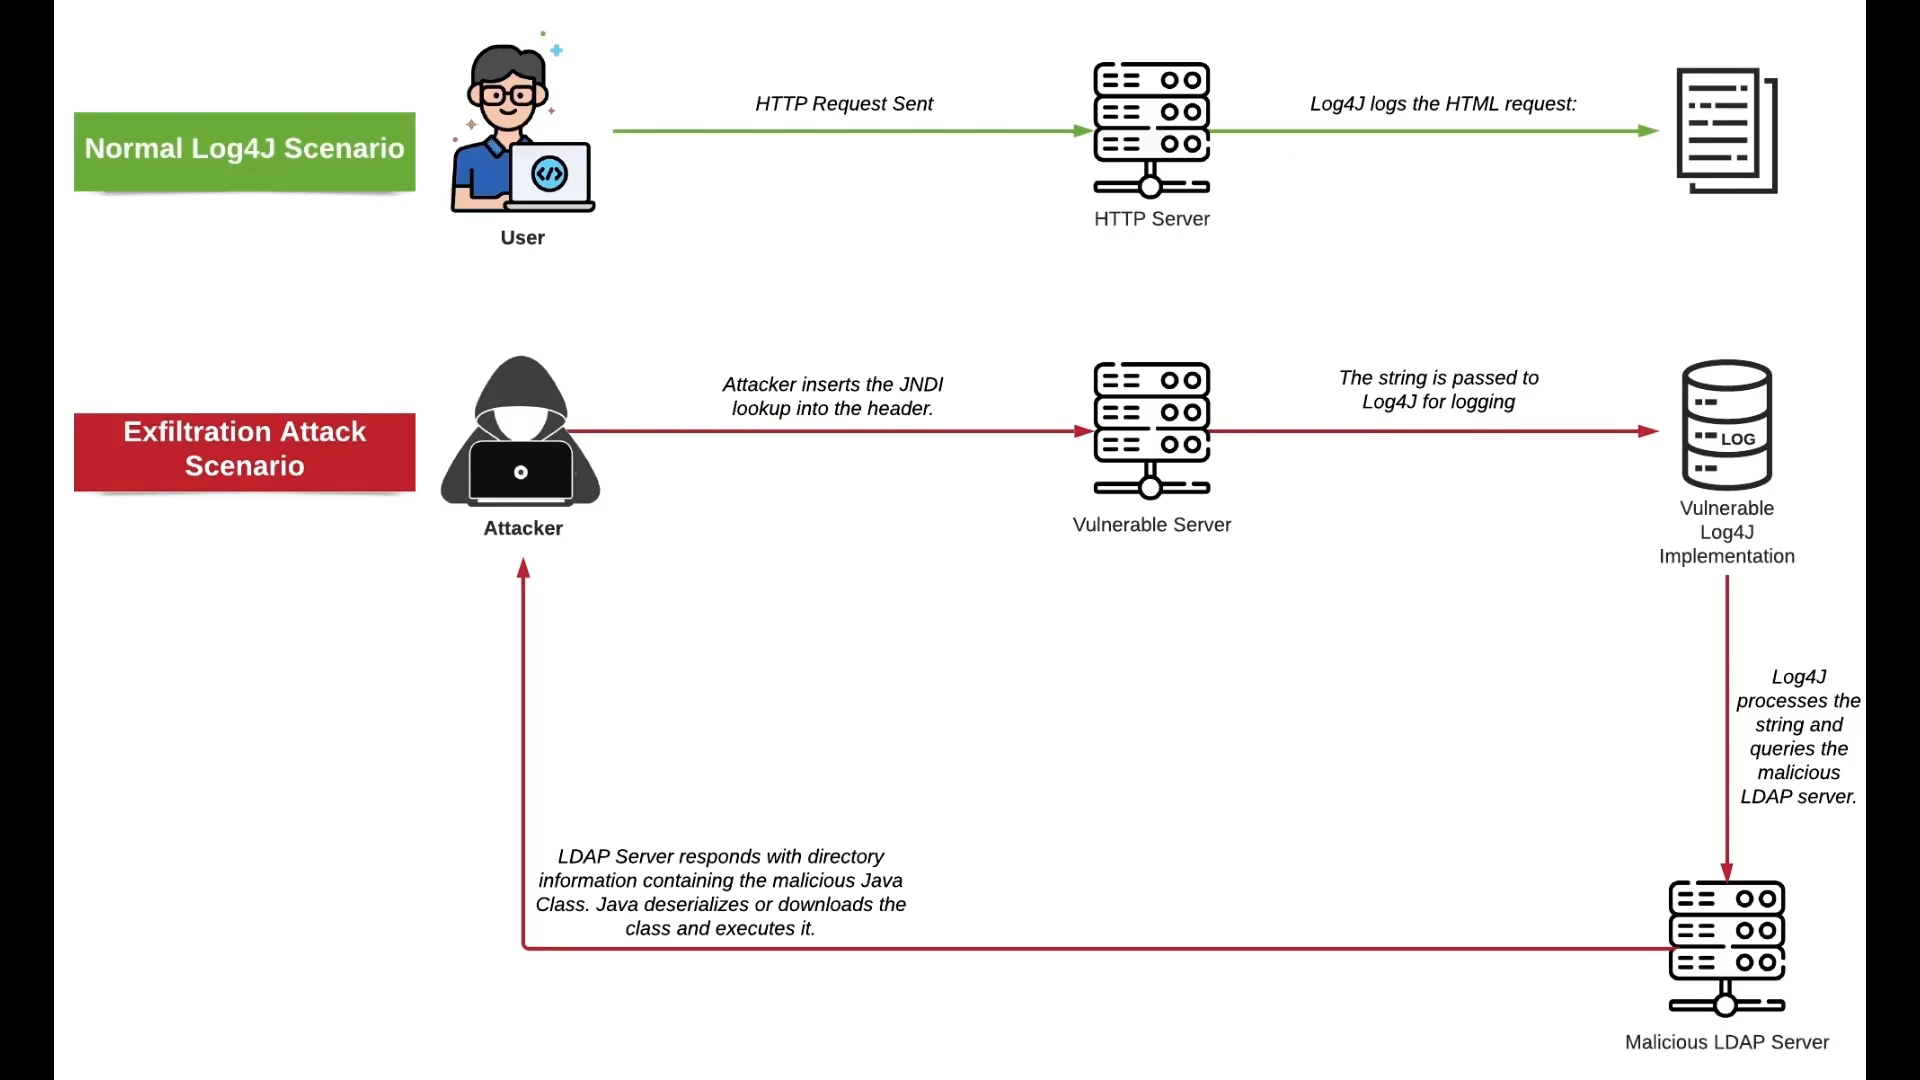 Normal Log4J Scenario
HTTP Request Sent
Log4J logs the HTML request:
HTTP Server
User
Exfiltration Attack
Scenario
Attacker inserts the JNDI
lookup into the header.
The string is passed to
Log4J for logging
LOG
Attacker
Vulnerable Server
Vulnerable
Log4J
Implementation
Log4J
processes the
string and
queries the
malicious
LDAP server.
LDAP Server responds with directory
information containing the malicious Java
Class. Java deserializes or downloads the
class and executes it.
Malicious LDAP Server